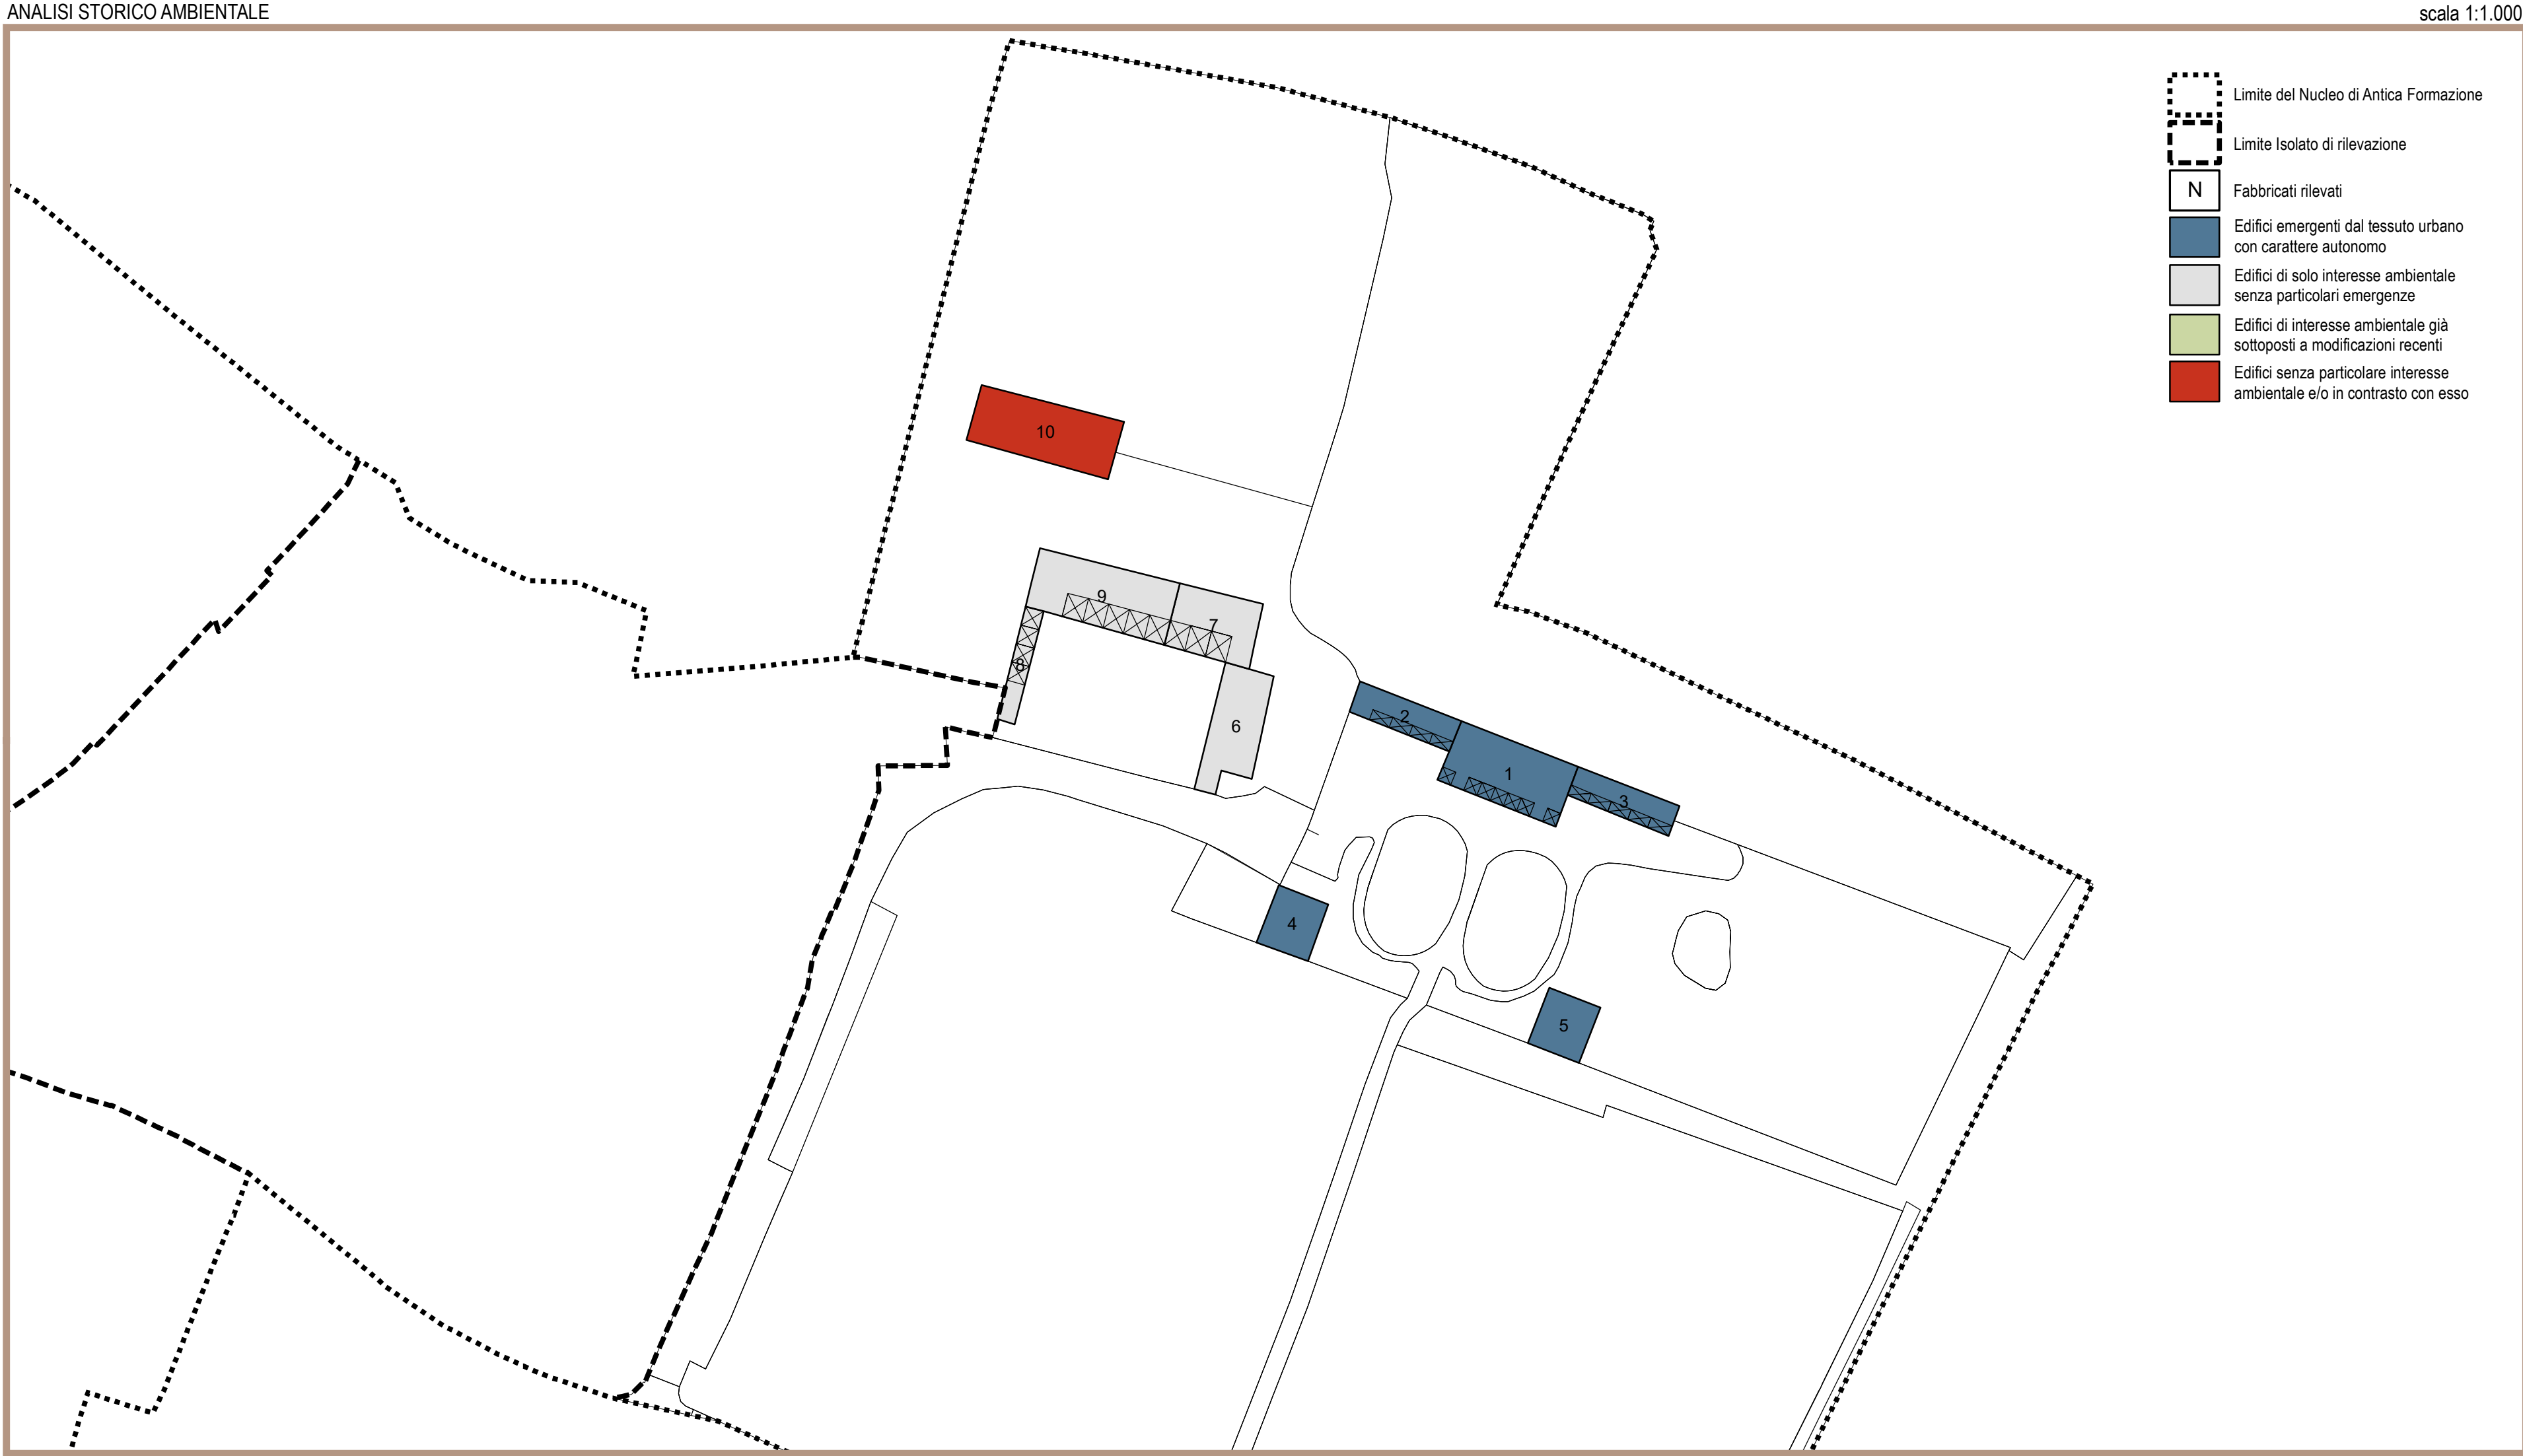 ANALISI STORICO AMBIENTALE
scala 1:1.000
Limite del Nucleo di Antica Formazione
Limite Isolato di rilevazione
N
Fabbricati rilevati
Edifici emergenti dal tessuto urbano
con carattere autonomo
Edifici di solo interesse ambientale
senza particolari emergenze
Edifici di interesse ambientale già
sottoposti a modificazioni recenti
Edifici senza particolare interesse
ambientale e/o in contrasto con esso
10
9
7
8
6
2
1
3
4
5